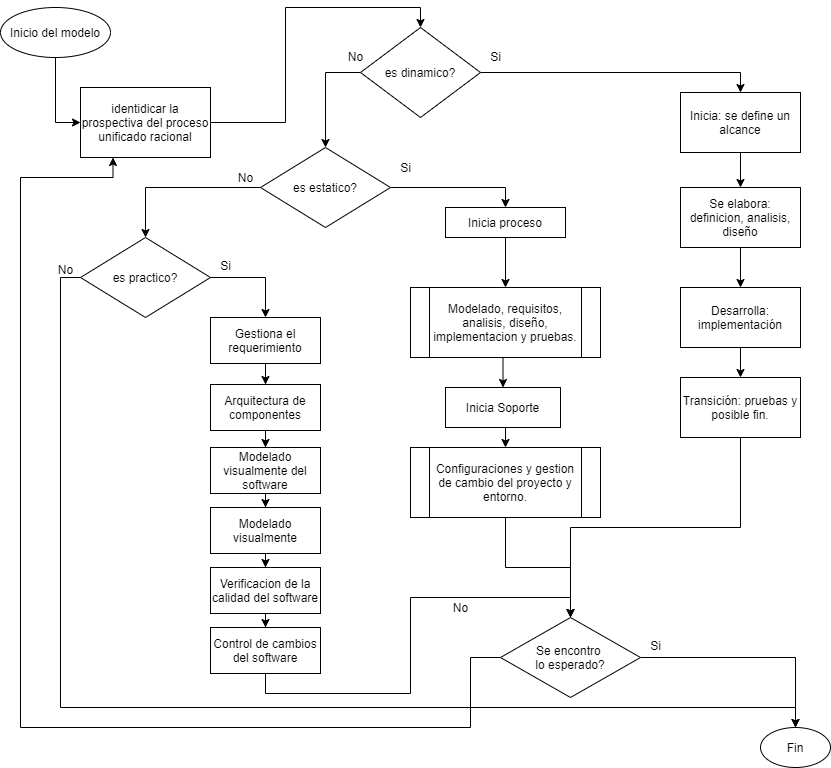 Inicio del modelo
identidicar la
prospectiva del proceso
unificado racional
No
es dinamico?
Si
Inicia: se define un
alcance
No
es estatico?
Si
Inicia proceso
Se elabora:
definicion, analisis,
diseño
No
es practico?
Si
Modelado, requisitos,
analisis, diseño,
implementacion y pruebas.
Desarrolla:
implementación
Gestiona el
requerimiento
Arquitectura de
componentes
Inicia Soporte
Transición: pruebas y
posible fin.
Modelado
visualmente del
software
Configuraciones y gestion
de cambio del proyecto y
entorno.
Modelado
visualmente
Verificacion de la
calidad del software
Control de cambios
del software
No
Se encontro
lo esperado?
Si
Fin